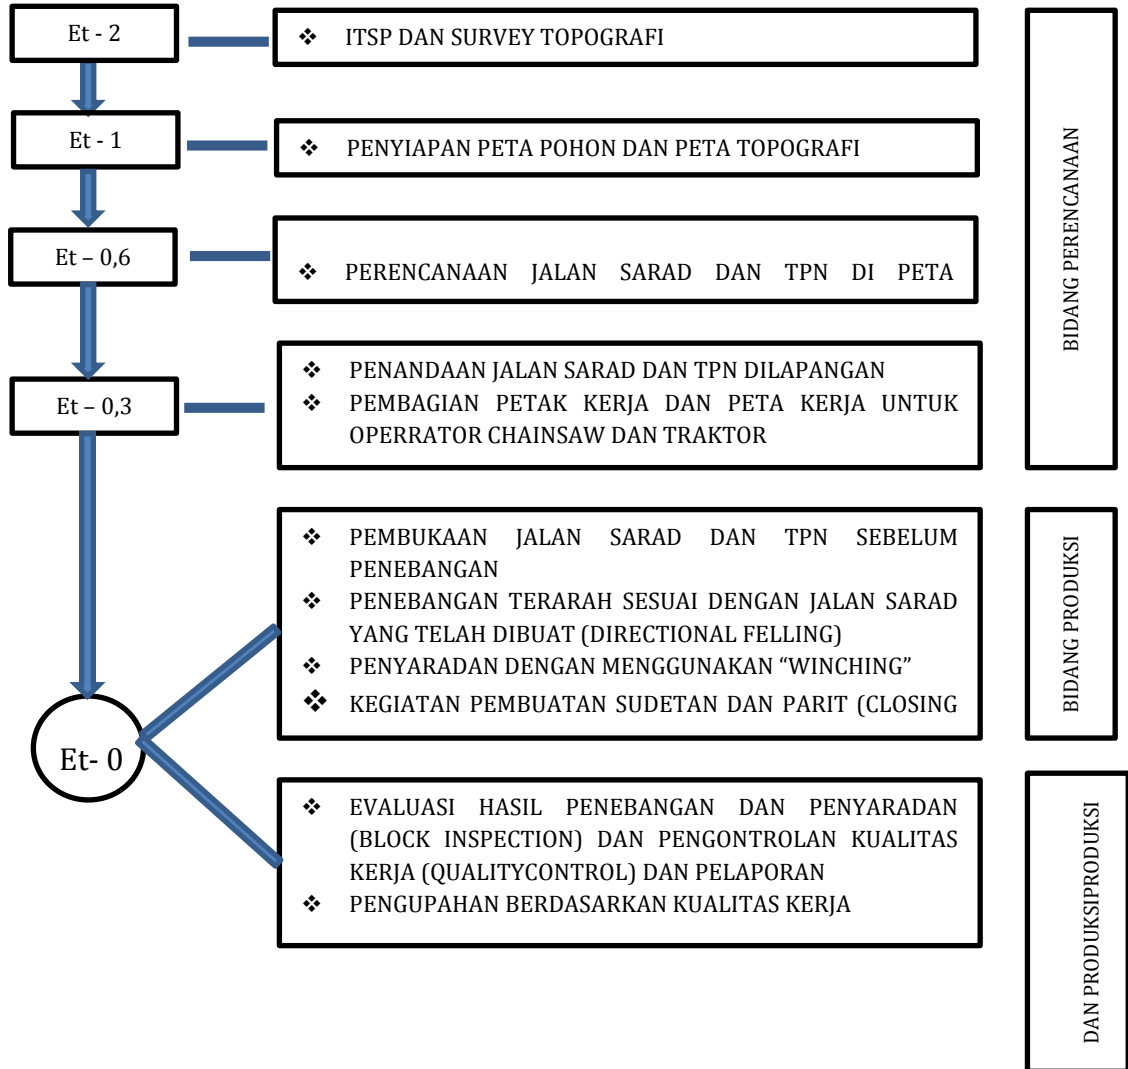 Et - 2
❖ ITSP DAN SURVEY TOPOGRAFI
Et - 1
❖ PENYIAPAN PETA POHON DAN PETA TOPOGRAFI
Et – 0,6
❖ PERENCANAAN JALAN SARAD DAN TPN DI PETA
Et – 0,3
❖ PENANDAAN JALAN SARAD DAN TPN DILAPANGAN
❖ PEMBAGIAN PETAK KERJA DAN PETA KERJA UNTUK
OPERRATOR CHAINSAW DAN TRAKTOR
BIDANG PERENCANAAN
Et- 0
❖ PEMBUKAAN JALAN SARAD DAN TPN SEBELUM
PENEBANGAN
❖ PENEBANGAN TERARAH SESUAI DENGAN JALAN SARAD
YANG TELAH DIBUAT (DIRECTIONAL FELLING)
❖ PENYARADAN DENGAN MENGGUNAKAN “WINCHING”
❖ KEGIATAN PEMBUATAN SUDETAN DAN PARIT (CLOSING
BIDANG PRODUKSI
❖ EVALUASI HASIL PENEBANGAN DAN PENYARADAN
(BLOCK INSPECTION) DAN PENGONTROLAN KUALITAS
KERJA (QUALITYCONTROL) DAN PELAPORAN
❖ PENGUPAHAN BERDASARKAN KUALITAS KERJA
DAN PRODUKSIPRODUKSI